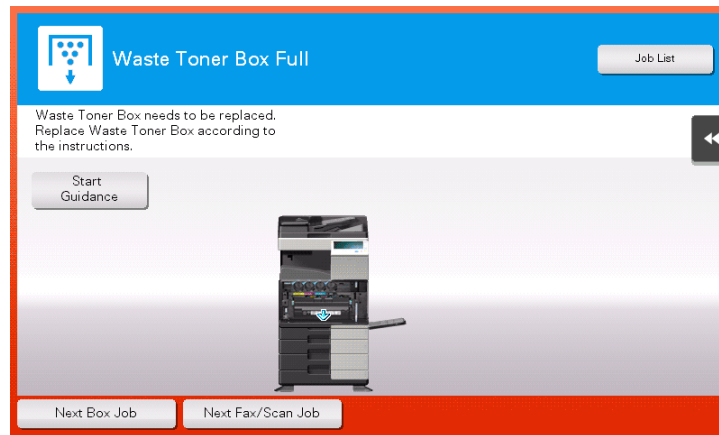 Waste Toner Box Full
Job List
Waste Toner Box needs to be replaced.
Replace Waste Toner Box according to
the instructions.
Start
Guidance
Next Box Job
Next Fax/Scan Job